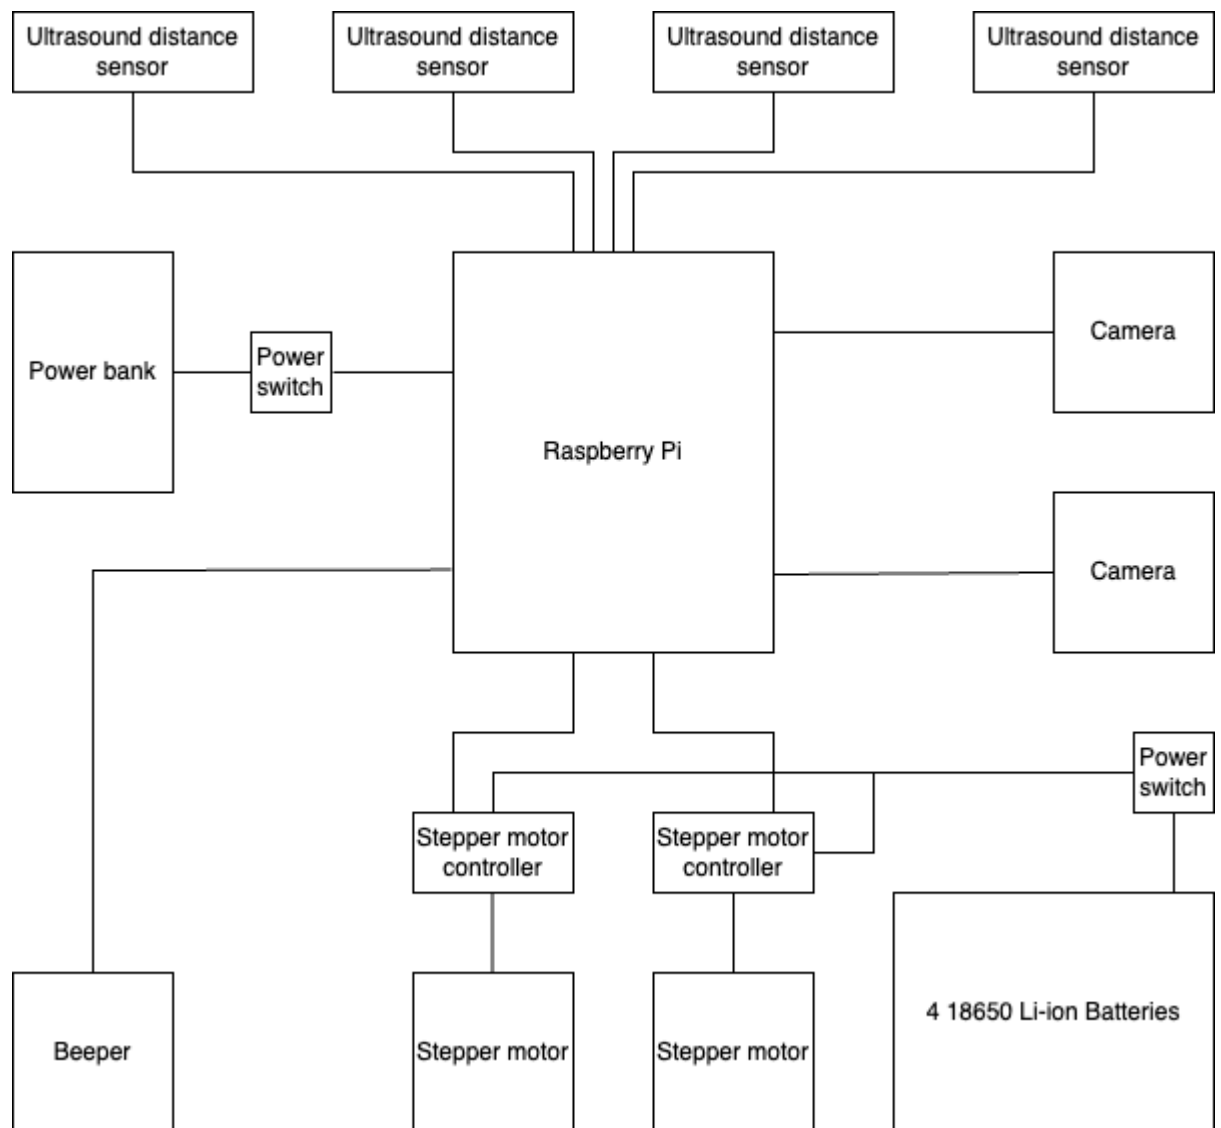 Ultrasound distance
sensor
Ultrasound distance
sensor
Ultrasound distance
sensor
Ultrasound distance
sensor
Power bank
Power
switch
Raspberry Pi
Camera
Camera
Power
switch
Stepper motor
controller
Stepper motor
controller
4 18650 Li-ion Batteries
Beeper
Stepper motor
Stepper motor